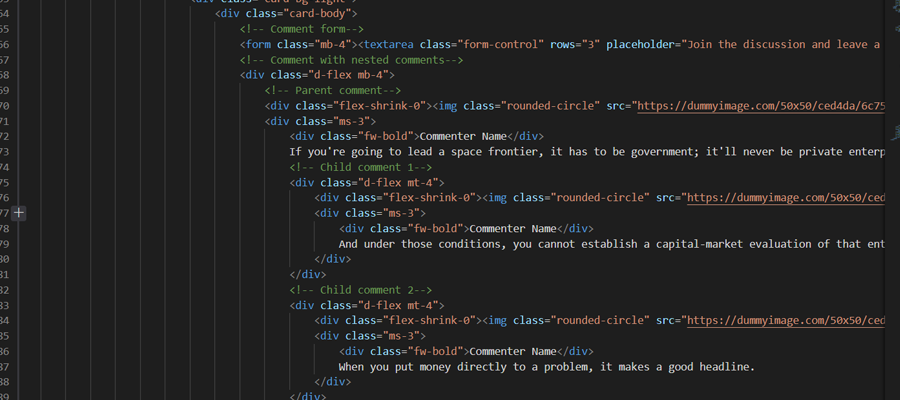 <div class="card bg-light">
54 <div class="card-body">
55 <!-- Comment form-->
56 <form class="mb-4"><textarea class="form-control" rows="3" placeholder="Join the discussion and leave a
57 <!-- Comment with nested comments-->
58 <div class="d-flex mb-4">
59 <!-- Parent comment-->
70 <div class="flex-shrink-0"><img class="rounded-circle" src="https://dummyimage.com/50x50/ced4da/6c75
71 <div class="ms-3">
72 <div class="fw-bold">Commenter Name</div>
73 If you're going to lead a space frontier, it has to be government; it'll never be private enterp
74 <!-- Child comment 1-->
75 <div class="d-flex mt-4">
76 <div class="flex-shrink-0"><img class="rounded-circle" src="https://dummyimage.com/50x50/ced
77 <div class="ms-3">
78 <div class="fw-bold">Commenter Name</div>
79 And under those conditions, you cannot establish a capital-market evaluation of that ent
80 </div>
81 </div>
82 <!-- Child comment 2-->
83 <div class="d-flex mt-4">
84 <div class="flex-shrink-0"><img class="rounded-circle" src="https://dummyimage.com/50x50/ced
85 <div class="ms-3">
86 <div class="fw-bold">Commenter Name</div>
87 When you put money directly to a problem, it makes a good headline.
88 </div>
89 </div>